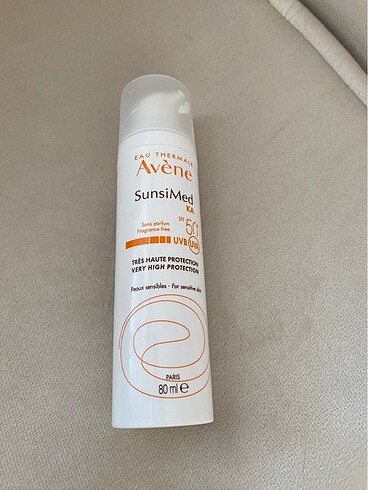 EAU THERMALE
Avène
SunsiMed
KA
Sans parfum
Fragrance-free
SPF 50+
UVB UVA
TRÈS HAUTE PROTECTION
VERY HIGH PROTECTION
Peaux sensibles - For sensitive skin
PARIS
80 ml e